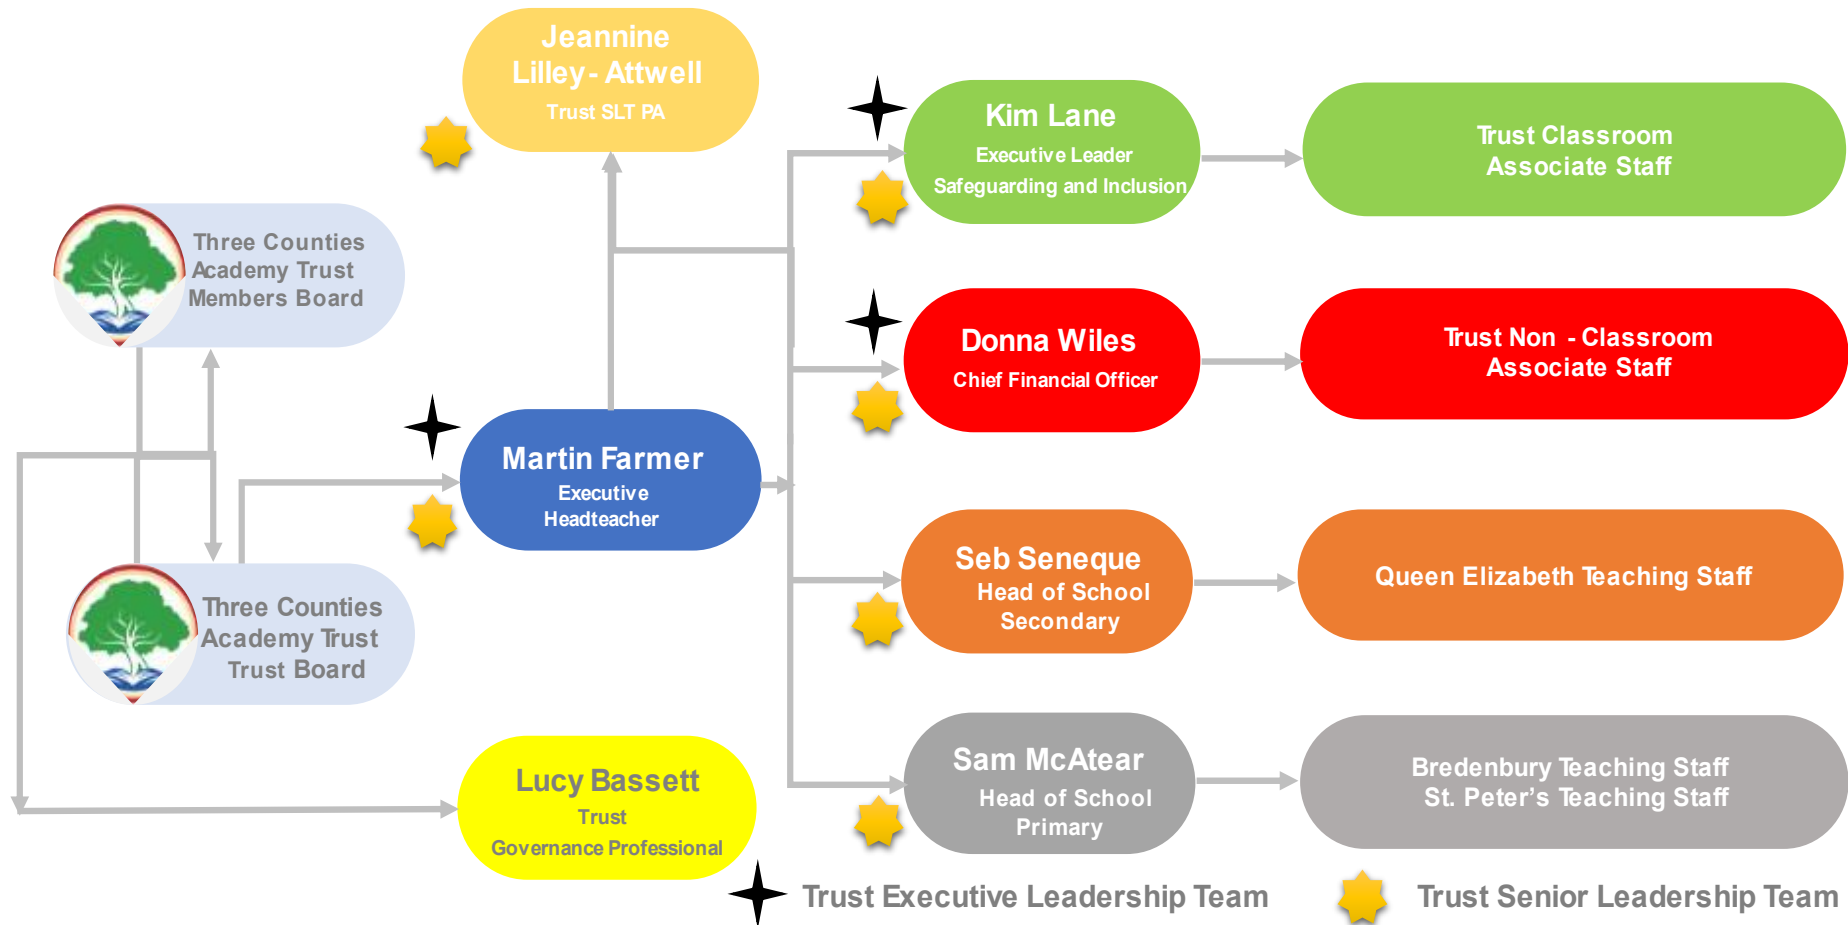 Jeannine
Lilley - Attwell
Trust SLT PA
Kim Lane
Executive Leader
Safeguarding and Inclusion
Trust Classroom
Associate Staff
Three Counties
Academy Trust
Members Board
Donna Wiles
Chief Financial Officer
Trust Non - Classroom
Associate Staff
Martin Farmer
Executive
Headteacher
Seb Seneque
Head of School
Secondary
Queen Elizabeth Teaching Staff
Three Counties
Academy Trust
Trust Board
Lucy Bassett
Trust
Governance Professional
Sam McAtear
Head of School
Primary
Bredenbury Teaching Staff
St. Peter's Teaching Staff
Trust Executive Leadership Team
Trust Senior Leadership Team